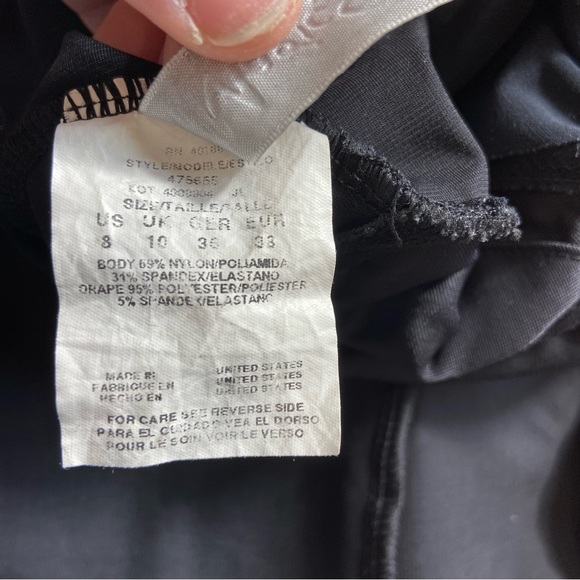 STYLE/MODELE/ESTILO
475655
SIZE/TAILLE/TALLE
US UK GER EUR
8 10 36 38
BODY 69% NYLON/POLIAMIDA
31% SPANDEX/ELASTANO
DRAPE 95% POLYESTER/POLIESTER
5% SPANDEX/ELASTANO
MADE IN UNITED STATES
FABRIQUE EN UNITED STATES
HECHO EN UNITED STATES
FOR CARE SEE REVERSE SIDE
PARA EL CUIDADO VEA EL DORSO
POUR LE SOIN VOIR LE VERSO